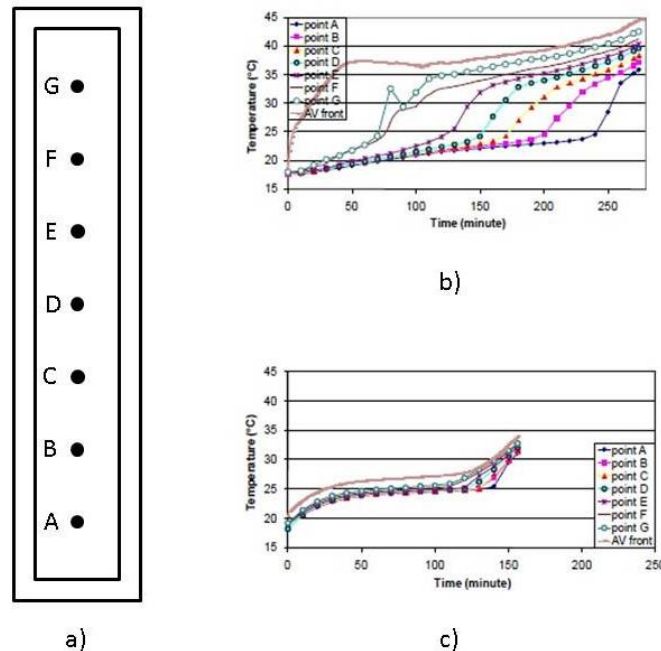 G
F
E
D
C
B
A
a)
45
40
35
30
25
20
15
Temperature (°C)
point A
point B
point C
point D
point E
point F
point G
AV front
0
50
100
150
200
250
Time (minute)
b)
45
40
35
30
25
20
15
Temperature (°C)
point A
point B
point C
point D
point E
point F
point G
AV front
0
50
100
150
200
250
Time (minute)
c)